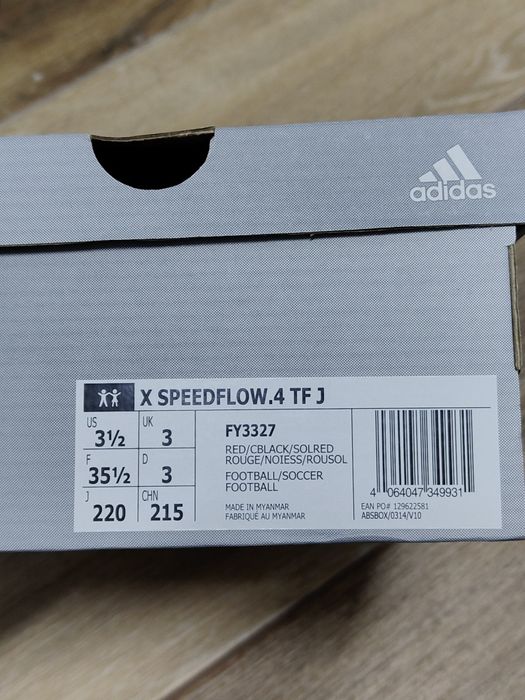 adidas
X SPEEDFLOW.4 TF J
US
3½
UK
3
F
35½
D
3
J
220
CHN
215
FY3327
RED/CBLACK/SOLRED
ROUGE/NOIESS/ROUSOL
FOOTBALL/SOCCER
FOOTBALL
MADE IN MYANMAR
FABRIQUÉ AU MYANMAR
4 064047 349931
EAN PO# 129622581
ABSBOX/0314/V10